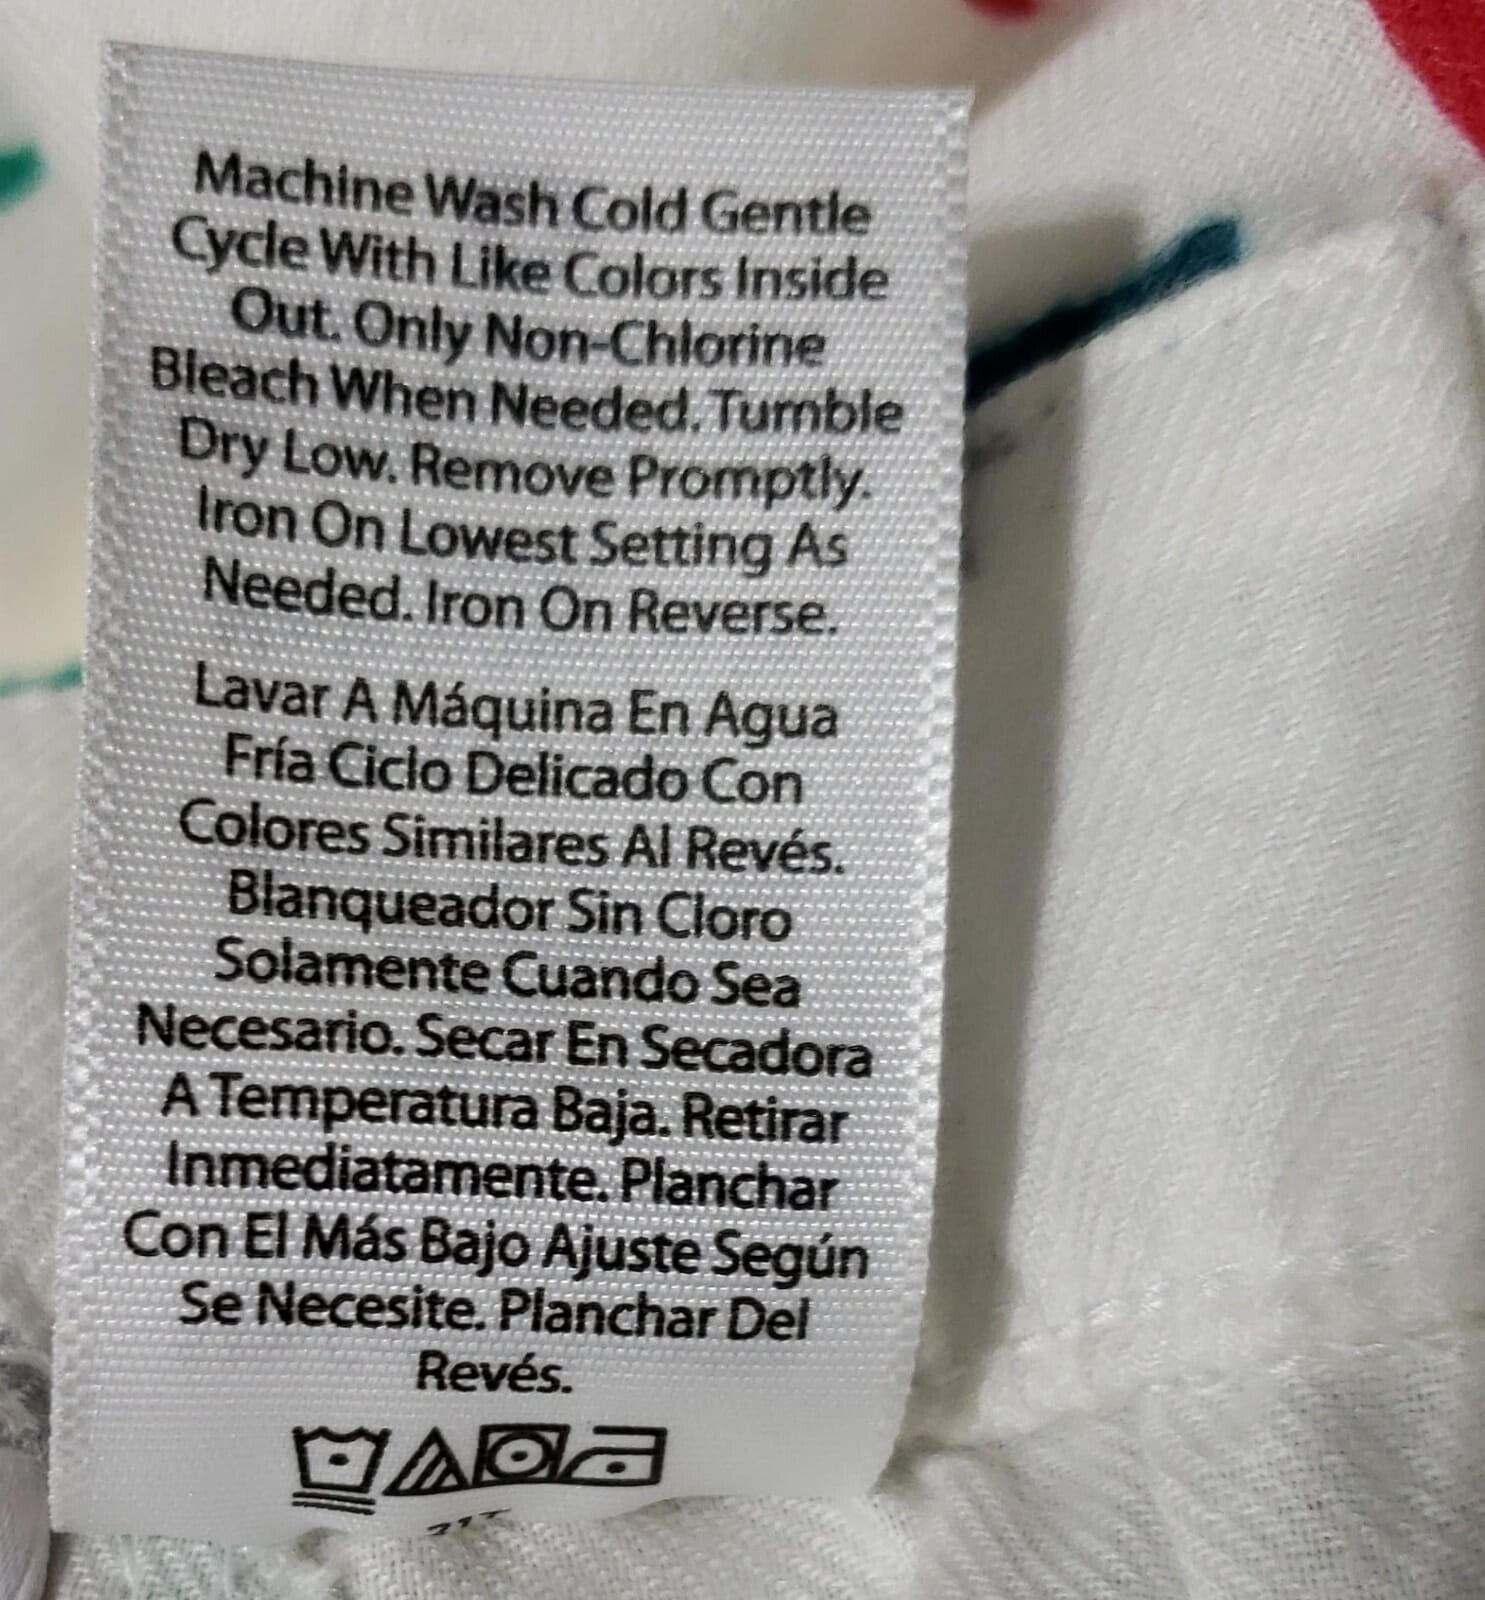 Machine Wash Cold Gentle
Cycle With Like Colors Inside
Out. Only Non-Chlorine
Bleach When Needed. Tumble
Dry Low. Remove Promptly.
Iron On Lowest Setting As
Needed. Iron On Reverse.
Lavar A Máquina En Agua
Fría Ciclo Delicado Con
Colores Similares Al Revés.
Blanqueador Sin Cloro
Solamente Cuando Sea
Necesario. Secar En Secadora
A Temperatura Baja. Retirar
Inmediatamente. Planchar
Con El Más Bajo Ajuste Según
Se Necesite. Planchar Del
Revés.